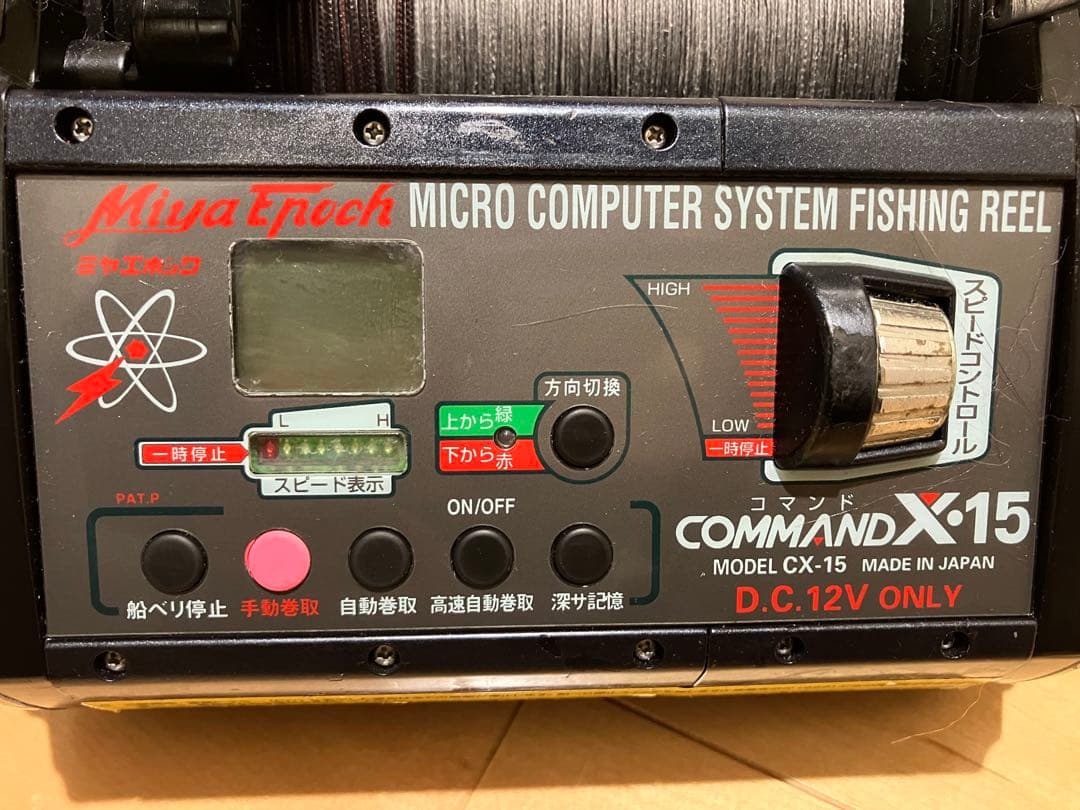 Miya Epoch MICRO COMPUTER SYSTEM FISHING REEL
ミヤエポック
HIGH
スピードコントロール
方向切換
L H
上から緑
LOW
一時停止
下から赤
一時停止
スピード表示
PAT.P
ON/OFF
コマンド
COMMAND X・15
MODEL CX-15 MADE IN JAPAN
船ベリ停止 手動巻取 自動巻取 高速自動巻取 深サ記憶
D.C.12V ONLY